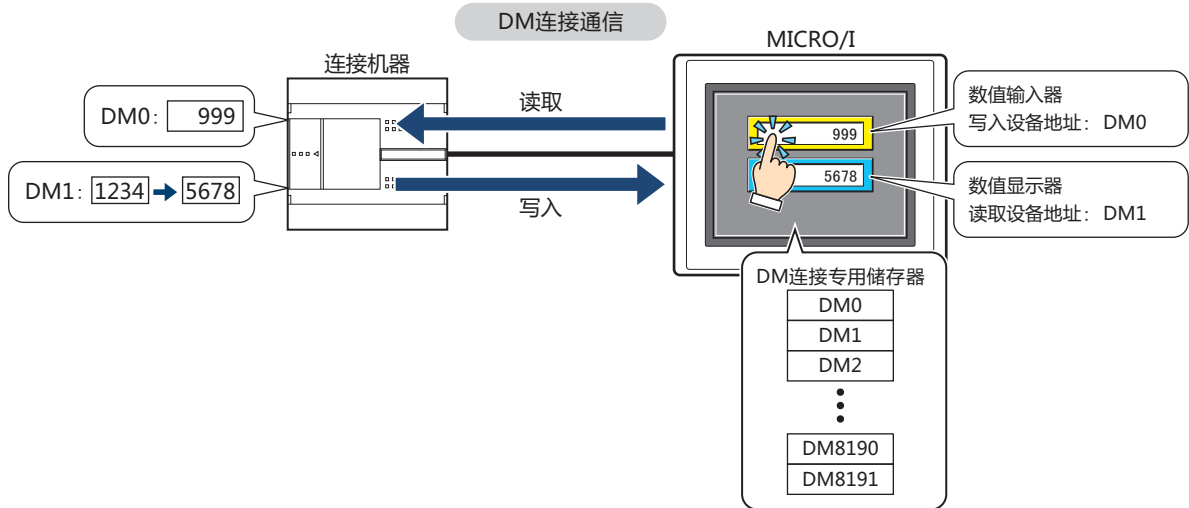 DM连接通信
MICRO/I
连接机器
DM0: 999
DM1: 1234 5678
读取
写入
999
5678
数值输入器
写入设备地址: DM0
数值显示器
读取设备地址: DM1
DM连接专用储存器
DM0
DM1
DM2
DM8190
DM8191